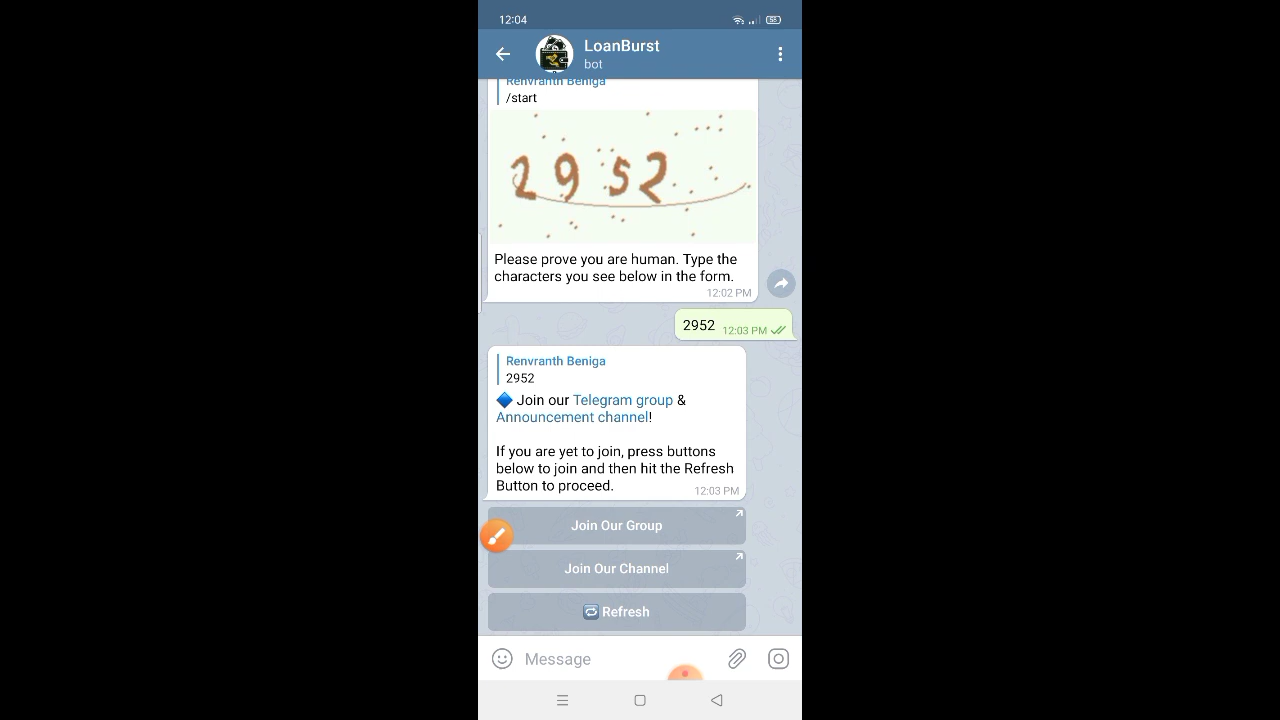 12:04
55
LoanBurst
bot
Renvranth Beniga
/start
2952
Please prove you are human. Type the
characters you see below in the form.
12:02 PM
2952 12:03 PM
Renvranth Beniga
2952
Join our Telegram group &
Announcement channel!
If you are yet to join, press buttons
below to join and then hit the Refresh
Button to proceed.
12:03 PM
Join Our Group
Join Our Channel
Refresh
Message